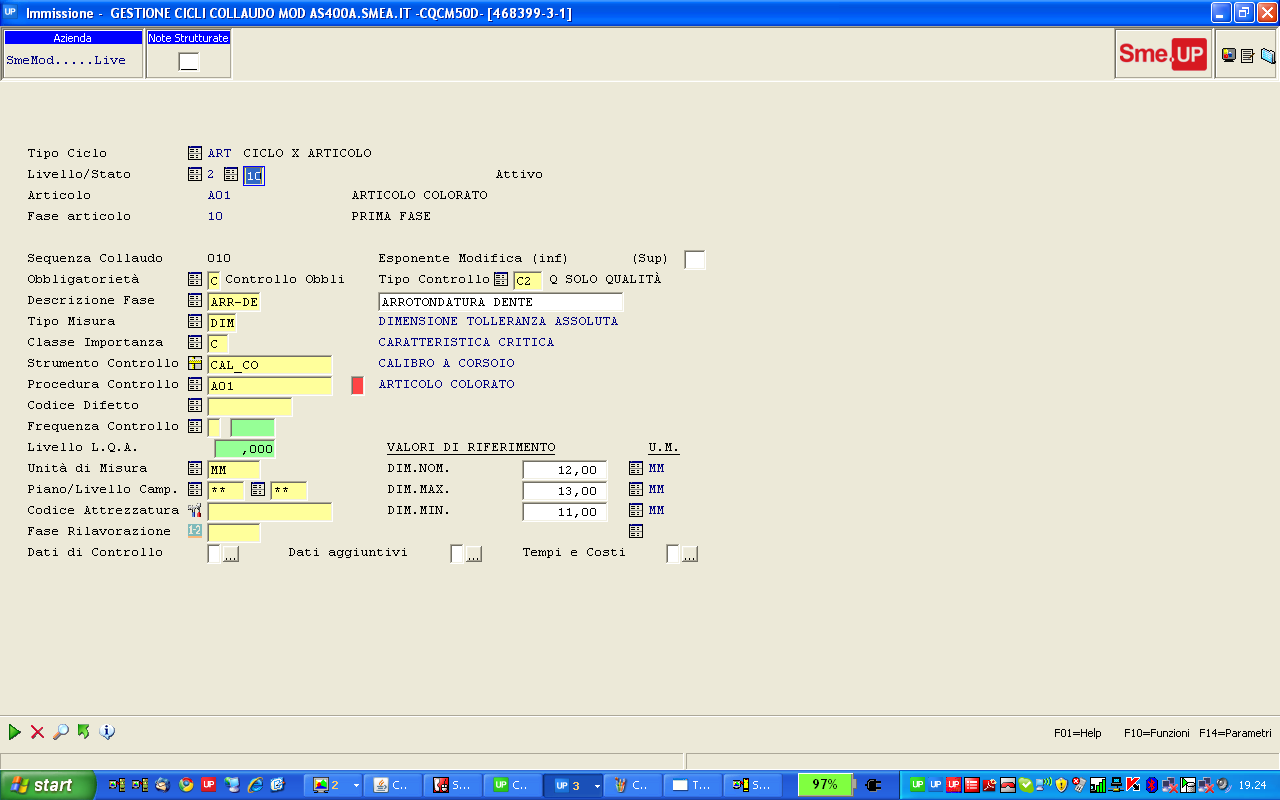 UP Immissione - GESTIONE CICLI COLLAUDO MOD AS400A.SMEA.IT -CQCM50D- [468399-3-1]
Azienda Note Strutturate
SmeMod.....Live
Sme.UP
Tipo Ciclo ART CICLO X ARTICOLO
Livello/Stato 2 10 Attivo
Articolo A01 ARTICOLO COLORATO
Fase articolo 10 PRIMA FASE
Sequenza Collaudo 010 Esponente Modifica (inf) (Sup)
Obbligatorietà C Controllo Obbli Tipo Controllo C2 Q SOLO QUALITÀ
Descrizione Fase ARR-DE ARROTONDATURA DENTE
Tipo Misura DIM DIMENSIONE TOLLERANZA ASSOLUTA
Classe Importanza C CARATTERISTICA CRITICA
Strumento Controllo CAL_CO CALIBRO A CORSOIO
Procedura Controllo A01 ARTICOLO COLORATO
Codice Difetto
Frequenza Controllo
Livello L.Q.A. ,000 VALORI DI RIFERIMENTO U.M.
Unità di Misura MM DIM.NOM. 12,00 MM
Piano/Livello Camp. ** ** DIM.MAX. 13,00 MM
Codice Attrezzatura DIM.MIN. 11,00 MM
Fase Rilavorazione
Dati di Controllo ... Dati aggiuntivi ... Tempi e Costi ...
F01=Help F10=Funzioni F14=Parametri
start UP 2 C... S... UP C... UP 3 C... T... S... 97% UP UP UP 19.24